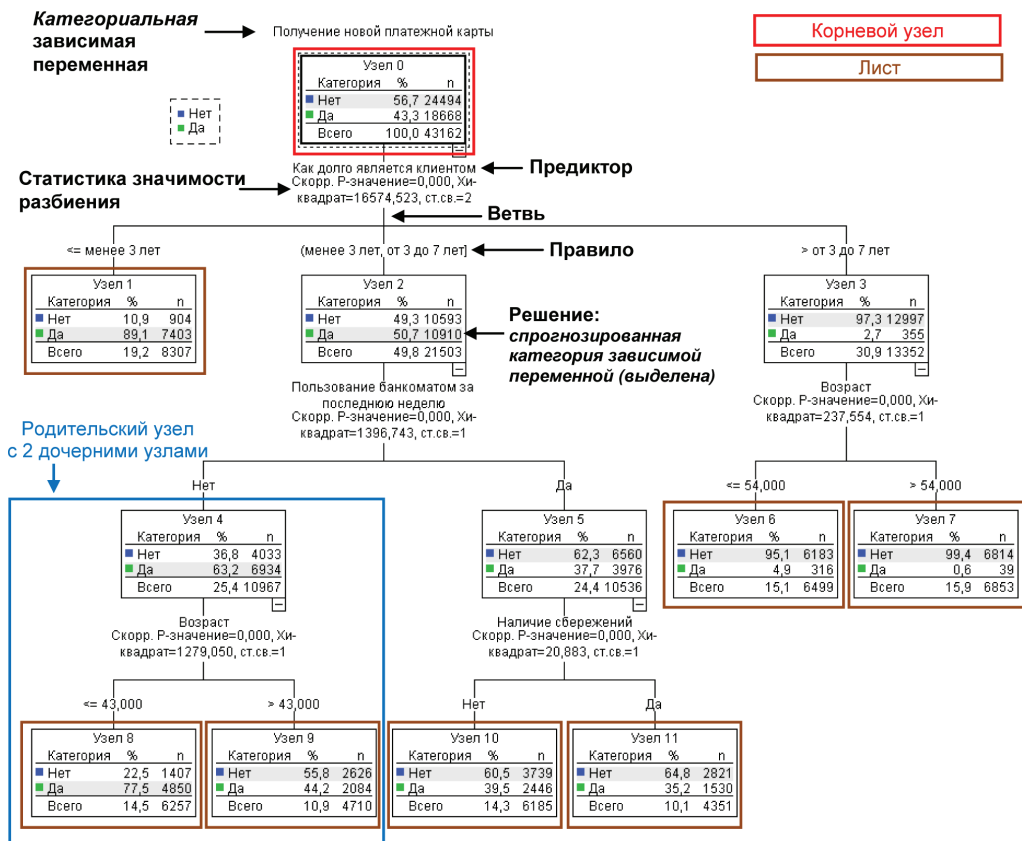 Категориальная
зависимая
переменная
Получение новой платежной карты
Корневой узел
Лист
Нет
Да
Узел 0
Категория % n
Нет 56,7 24494
Да 43,3 18668
Всего 100,0 43162
Как долго является клиентом
Скорр. P-значение=0,000, Хи-
квадрат=16574,523, ст.св.=2
Предиктор
Статистика значимости
разбиения
Ветвь
<= менее 3 лет
(менее 3 лет, от 3 до 7 лет]
Правило
> от 3 до 7 лет
Узел 1
Категория % n
Нет 10,9 904
Да 89,1 7403
Всего 19,2 8307
Узел 2
Категория % n
Нет 49,3 10593
Да 50,7 10910
Всего 49,8 21503
Решение:
спрогнозированная
категория зависимой
переменной (выделена)
Узел 3
Категория % n
Нет 97,3 12997
Да 2,7 355
Всего 30,9 13352
Пользование банкоматом за
последнюю неделю
Скорр. P-значение=0,000, Хи-
квадрат=1396,743, ст.св.=1
Возраст
Скорр. P-значение=0,000, Хи-
квадрат=237,554, ст.св.=1
Родительский узел
с 2 дочерними узлами
Нет
Да
<= 54,000
> 54,000
Узел 4
Категория % n
Нет 36,8 4033
Да 63,2 6934
Всего 25,4 10967
Узел 5
Категория % n
Нет 62,3 6560
Да 37,7 3976
Всего 24,4 10536
Узел 6
Категория % n
Нет 95,1 6183
Да 4,9 316
Всего 15,1 6499
Узел 7
Категория % n
Нет 99,4 6814
Да 0,6 39
Всего 15,9 6853
Возраст
Скорр. P-значение=0,000, Хи-
квадрат=1279,050, ст.св.=1
Наличие сбережений
Скорр. P-значение=0,000, Хи-
квадрат=20,883, ст.св.=1
<= 43,000
> 43,000
Нет
Да
Узел 8
Категория % n
Нет 22,5 1407
Да 77,5 4850
Всего 14,5 6257
Узел 9
Категория % n
Нет 55,8 2626
Да 44,2 2084
Всего 10,9 4710
Узел 10
Категория % n
Нет 60,5 3739
Да 39,5 2446
Всего 14,3 6185
Узел 11
Категория % n
Нет 64,8 2821
Да 35,2 1530
Всего 10,1 4351